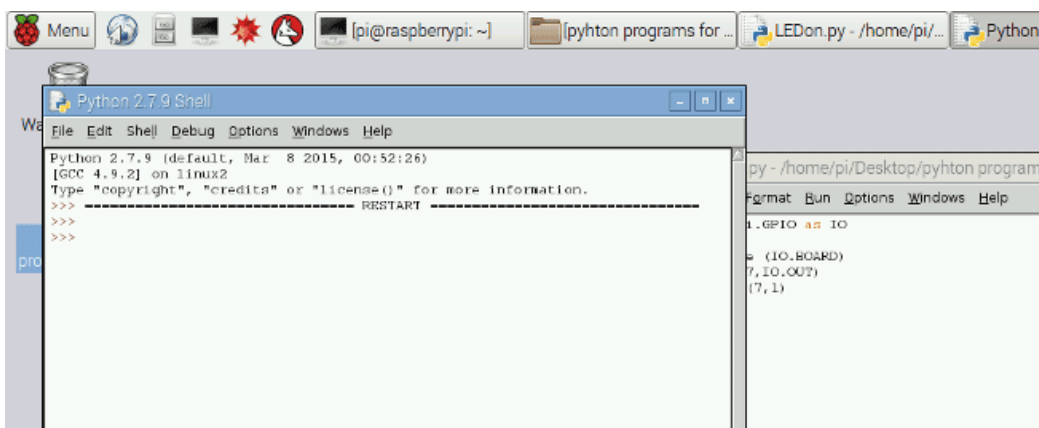 Menu
[pi@raspberrypi: ~]
[pyhton programs for ...
LEDon.py - /home/pi/...
Python
Wa
pro
Python 2.7.9 Shell
File Edit Shell Debug Options Windows Help
Python 2.7.9 (default, Mar 8 2015, 00:52:26)
[GCC 4.9.2] on linux2
Type "copyright", "credits" or "license()" for more information.
>>> ================================ RESTART ================================
>>>
>>>
.py - /home/pi/Desktop/pyhton program
Format Run Options Windows Help
i.GPIO as IO
e (IO.BOARD)
7,IO.OUT)
(7,1)